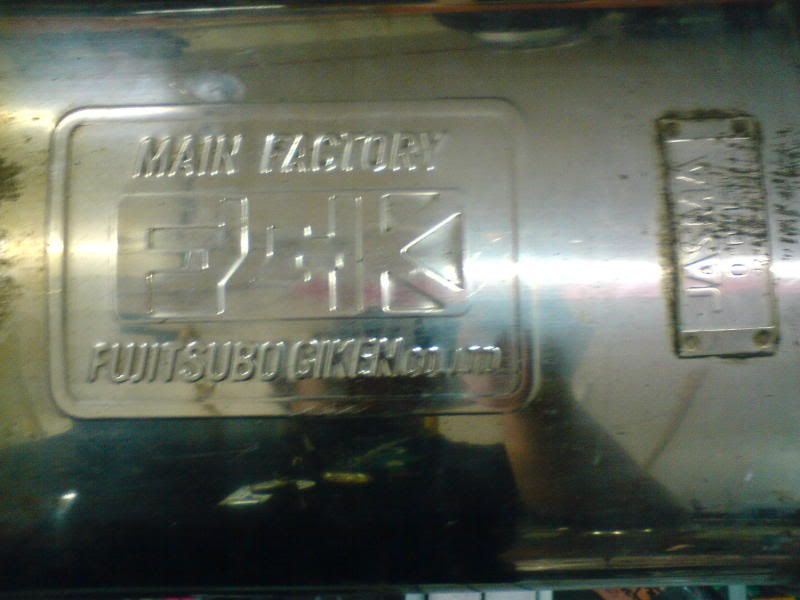 MAIN FACTORY
FUJITSUBO GIKEN CO.,LTD.
JASMA